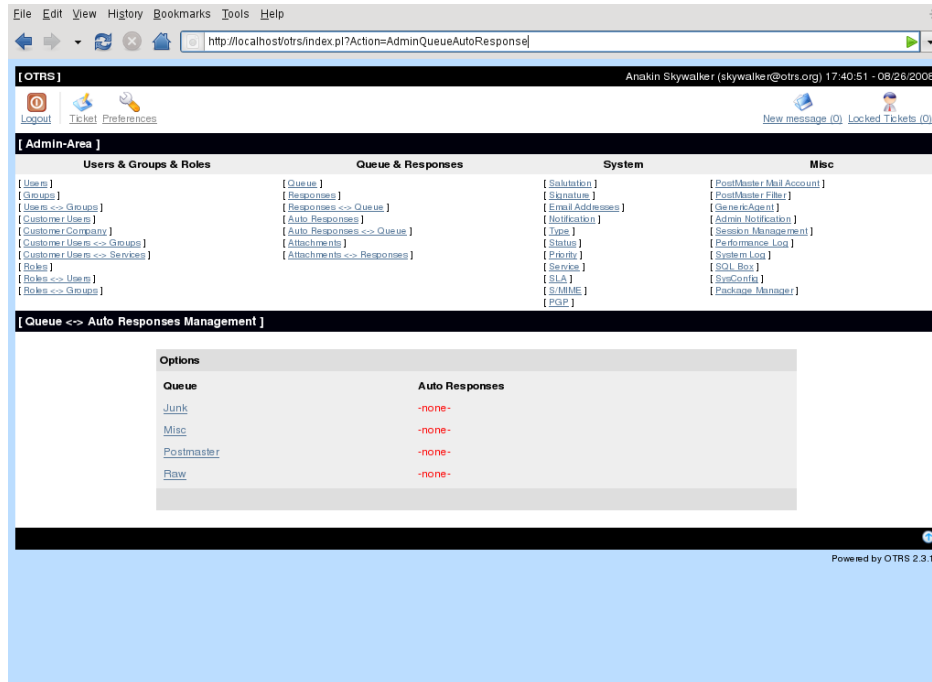 File Edit View History Bookmarks Tools Help
http://localhost/otrs/index.pl?Action=AdminQueueAutoResponse
[ OTRS ] Anakin Skywalker (skywalker@otrs.org) 17:40:51 - 08/26/2008
Logout Ticket Preferences New message (0) Locked Tickets (0)
[ Admin-Area ]
Users & Groups & Roles Queue & Responses System Misc
[ Users ] [ Queue ] [ Salutation ] [ PostMaster Mail Account ]
[ Groups ] [ Responses ] [ Signature ] [ PostMaster Filter ]
[ Users <-> Groups ] [ Responses <-> Queue ] [ Email Addresses ] [ GenericAgent ]
[ Customer Users ] [ Auto Responses ] [ Notification ] [ Admin Notification ]
[ Customer Company ] [ Auto Responses <-> Queue ] [ Type ] [ Session Management ]
[ Customer Users <-> Groups ] [ Attachments ] [ Status ] [ Performance Log ]
[ Customer Users <-> Services ] [ Attachments <-> Responses ] [ Priority ] [ System Log ]
[ Roles ] [ Service ] [ SQL Box ]
[ Roles <-> Users ] [ SLA ] [ SysConfig ]
[ Roles <-> Groups ] [ S/MIME ] [ Package Manager ]
[ PGP ]
[ Queue <-> Auto Responses Management ]
Options
Queue Auto Responses
Junk -none-
Misc -none-
Postmaster -none-
Raw -none-
Powered by OTRS 2.3.1